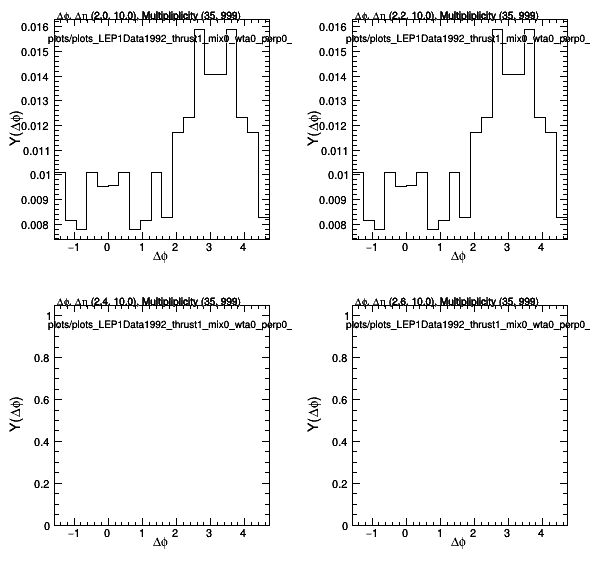 Δφ, Δη (2.0, 10.0), Multipliplicity (35, 999)
plots/plots_LEP1Data1992_thrust1_mix0_wta0_perp0_
Y(Δφ)
0.016
0.015
0.014
0.013
0.012
0.011
0.01
0.009
0.008
−1 0 1 2 3 4
Δφ
Δφ, Δη (2.2, 10.0), Multipliplicity (35, 999)
plots/plots_LEP1Data1992_thrust1_mix0_wta0_perp0_
Y(Δφ)
0.016
0.015
0.014
0.013
0.012
0.011
0.01
0.009
0.008
−1 0 1 2 3 4
Δφ
Δφ, Δη (2.4, 10.0), Multipliplicity (35, 999)
plots/plots_LEP1Data1992_thrust1_mix0_wta0_perp0_
Y(Δφ)
1
0.8
0.6
0.4
0.2
0
−1 0 1 2 3 4
Δφ
Δφ, Δη (2.6, 10.0), Multipliplicity (35, 999)
plots/plots_LEP1Data1992_thrust1_mix0_wta0_perp0_
Y(Δφ)
1
0.8
0.6
0.4
0.2
0
−1 0 1 2 3 4
Δφ